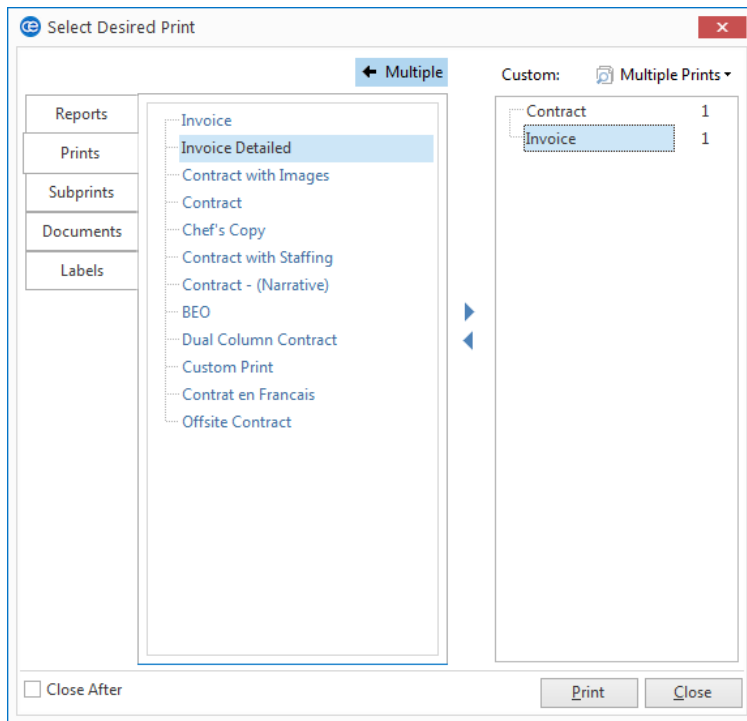 Select Desired Print
Multiple
Custom:
Multiple Prints
Reports
Prints
Subprints
Documents
Labels
Invoice
Invoice Detailed
Contract with Images
Contract
Chef's Copy
Contract with Staffing
Contract - (Narrative)
BEO
Dual Column Contract
Custom Print
Contrat en Francais
Offsite Contract
Contract 1
Invoice 1
Close After
Print
Close